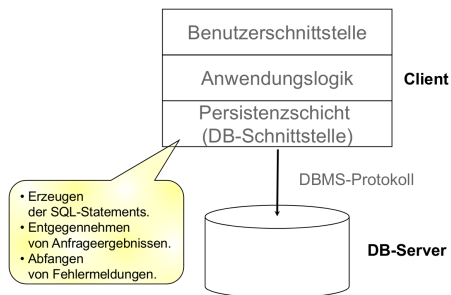 Benutzerschnittstelle
Anwendungslogik
Client
Persistenzschicht
(DB-Schnittstelle)
DBMS-Protokoll
• Erzeugen
der SQL-Statements.
• Entgegennehmen
von Anfrageergebnissen.
• Abfangen
von Fehlermeldungen.
DB-Server